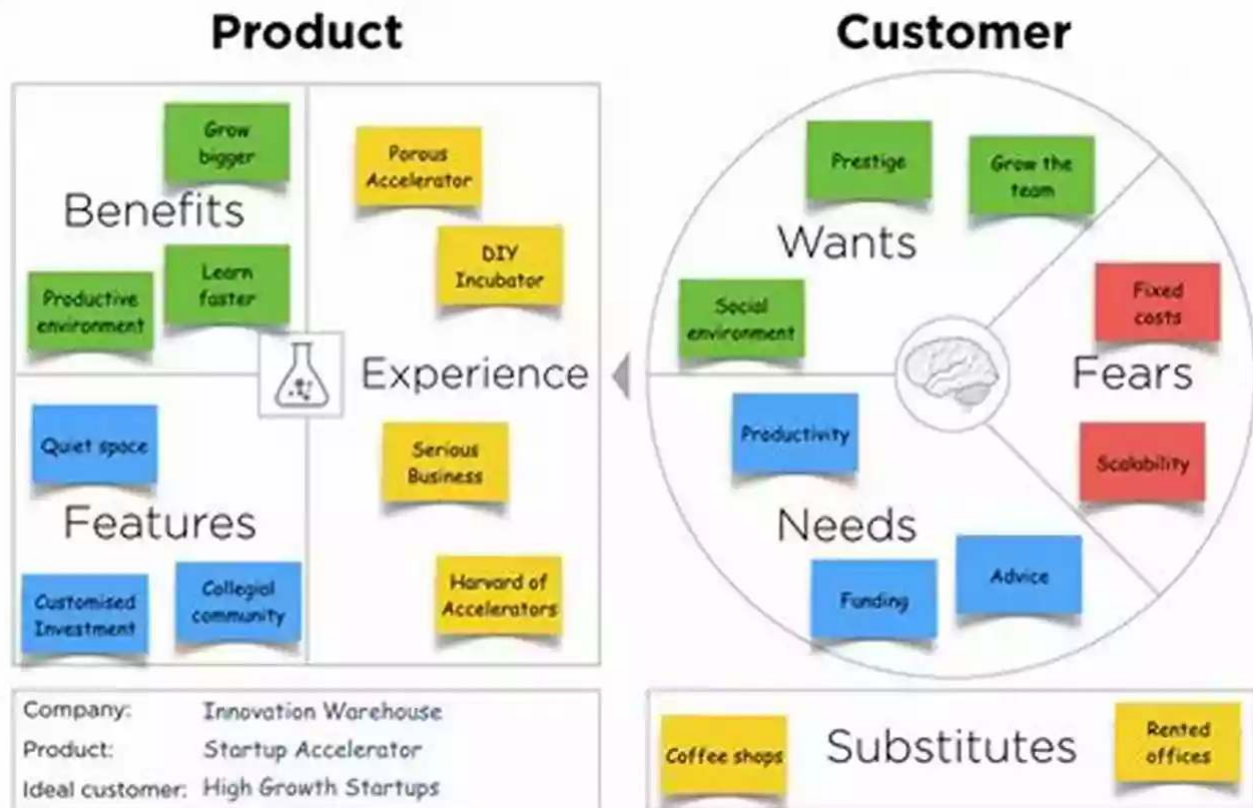 Product
Grow
bigger
Benefits
Learn
faster
Productive
environment
Porous
Accelerator
DIY
Incubator
Experience
Serious
Business
Harvard of
Accelerators
Quiet space
Features
Customised
Investment
Collegial
community
Company: Innovation Warehouse
Product: Startup Accelerator
Ideal customer: High Growth Startups
Customer
Prestige
Grow the
team
Wants
Social
environment
Fixed
costs
Fears
Scalability
Productivity
Needs
Funding
Advice
Coffee shops
Substitutes
Rented
offices